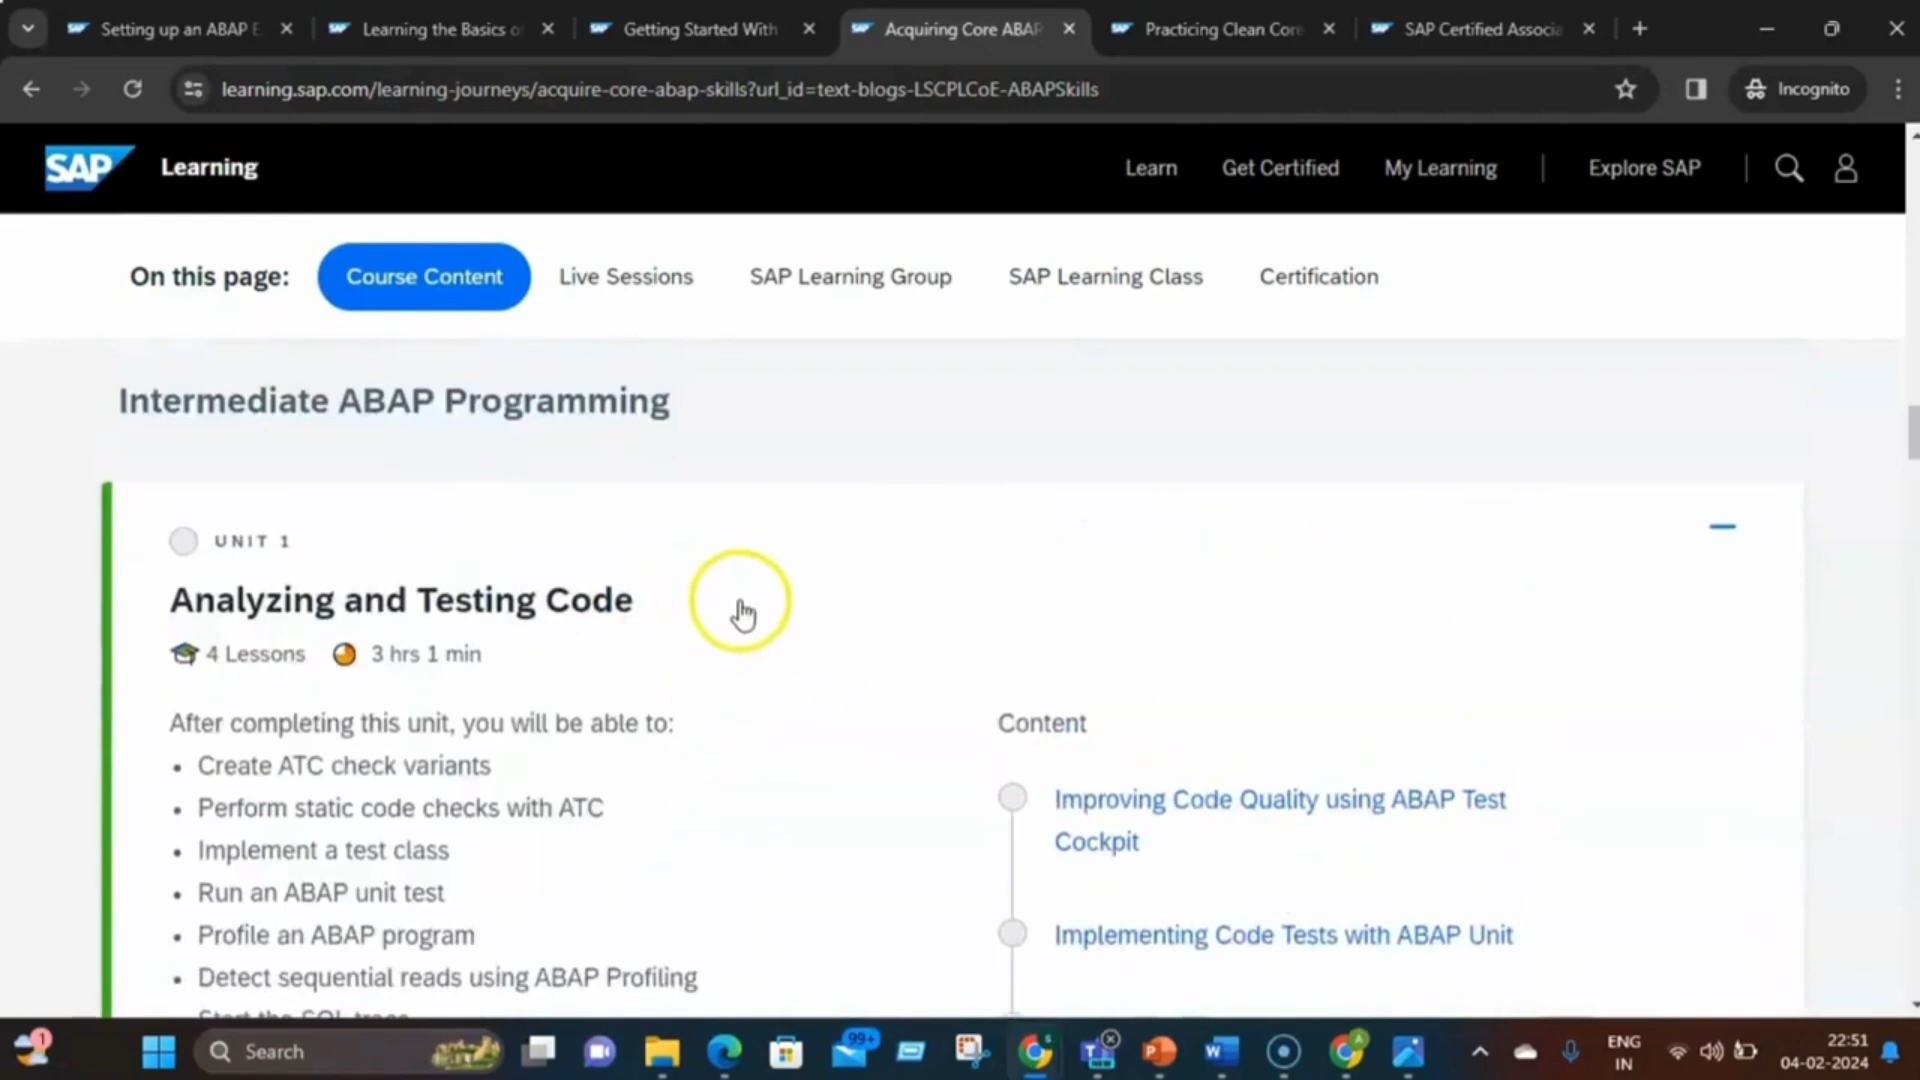 Setting up an ABAP E
Learning the Basics o
Getting Started With
Acquiring Core ABAP
Practicing Clean Core
SAP Certified Associa
learning.sap.com/learning-journeys/acquire-core-abap-skills?url_id=text-blogs-LSCPLCoE-ABAPSkills
Incognito
SAP Learning
Learn Get Certified My Learning Explore SAP
On this page: Course Content Live Sessions SAP Learning Group SAP Learning Class Certification
Intermediate ABAP Programming
UNIT 1
Analyzing and Testing Code
4 Lessons 3 hrs 1 min
After completing this unit, you will be able to:
• Create ATC check variants
• Perform static code checks with ATC
• Implement a test class
• Run an ABAP unit test
• Profile an ABAP program
• Detect sequential reads using ABAP Profiling
Start the SQL trace
Content
Improving Code Quality using ABAP Test
Cockpit
Implementing Code Tests with ABAP Unit
1
Search
99+
ENG
IN
22:51
04-02-2024